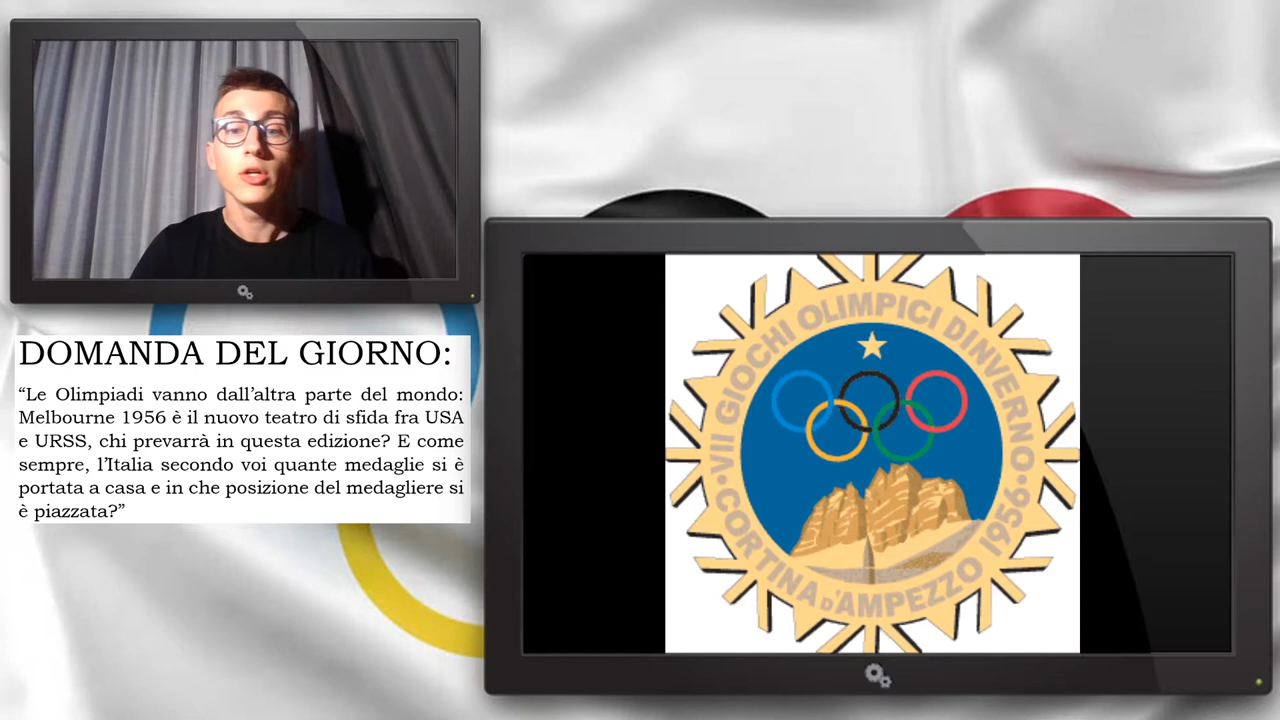 DOMANDA DEL GIORNO:
“Le Olimpiadi vanno dall’altra parte del mondo:
Melbourne 1956 è il nuovo teatro di sfida fra USA
e URSS, chi prevarrà in questa edizione? E come
sempre, l’Italia secondo voi quante medaglie si è
portata a casa e in che posizione del medagliere si
è piazzata?”
VII GIOCHI OLIMPICI D'INVERNO
CORTINA d'AMPEZZO 1956